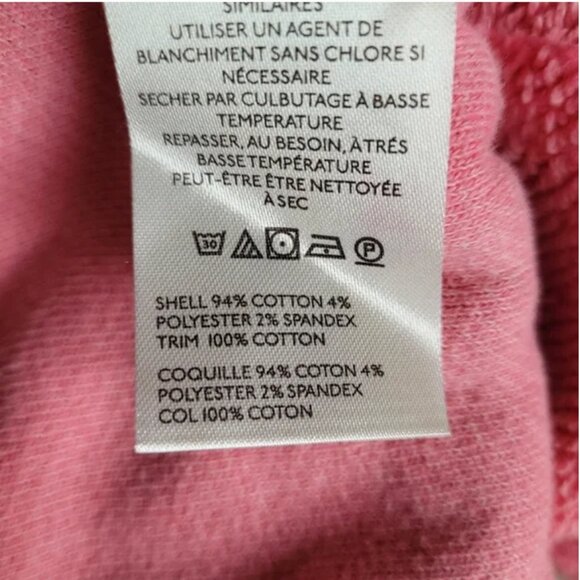 SIMILAIRES
UTILISER UN AGENT DE
BLANCHIMENT SANS CHLORE SI
NÉCESSAIRE
SECHER PAR CULBUTAGE À BASSE
TEMPERATURE
REPASSER, AU BESOIN, ÀTRÉS
BASSE TEMPÉRATURE
PEUT-ÊTRE ÊTRE NETTOYÉE
À SEC
30 P
SHELL 94% COTTON 4%
POLYESTER 2% SPANDEX
TRIM 100% COTTON
COQUILLE 94% COTON 4%
POLYESTER 2% SPANDEX
COL 100% COTON